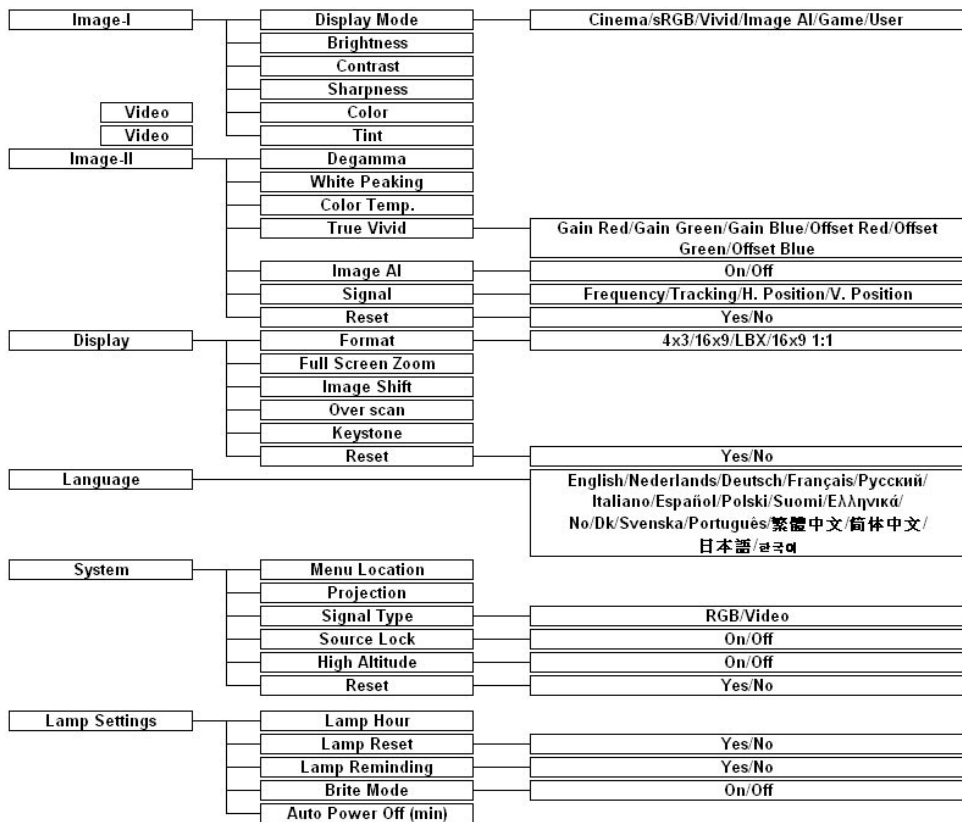 Image-I Display Mode Cinema/sRGB/Vivid/Image AI/Game/User
Brightness
Contrast
Sharpness
Video Color
Video Tint
Image-II Degamma
White Peaking
Color Temp.
True Vivid Gain Red/Gain Green/Gain Blue/Offset Red/Offset
Green/Offset Blue
Image AI On/Off
Signal Frequency/Tracking/H. Position/V. Position
Reset Yes/No
Display Format 4x3/16x9/LBX/16x9 1:1
Full Screen Zoom
Image Shift
Over scan
Keystone
Reset Yes/No
Language English/Nederlands/Deutsch/Français/Русский/
Italiano/Español/Polski/Suomi/Ελληνικά/
No/Dk/Svenska/Português/繁體中文/简体中文/
日本語/한국어
System Menu Location
Projection
Signal Type RGB/Video
Source Lock On/Off
High Altitude On/Off
Reset Yes/No
Lamp Settings Lamp Hour
Lamp Reset Yes/No
Lamp Reminding Yes/No
Brite Mode On/Off
Auto Power Off (min)